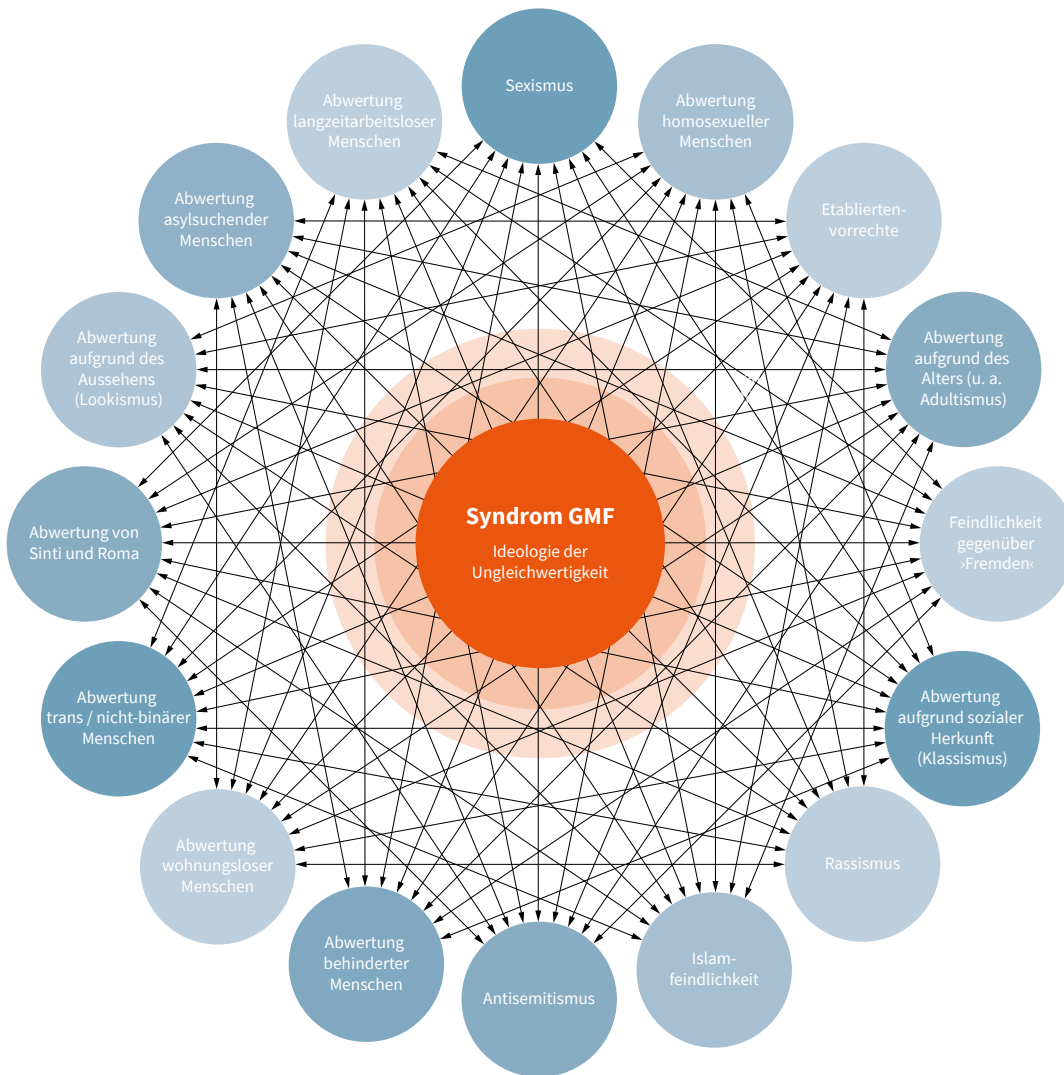 Sexismus
Abwertung
homosexueller
Menschen
Etablierten-
vorrechte
Abwertung
aufgrund des
Alters (u. a.
Adultismus)
Feindlichkeit
gegenüber
›Fremden‹
Abwertung
aufgrund sozialer
Herkunft
(Klassismus)
Rassismus
Islam-
feindlichkeit
Antisemitismus
Abwertung
behinderter
Menschen
Abwertung
wohnungsloser
Menschen
Abwertung
trans / nicht-binärer
Menschen
Abwertung von
Sinti und Roma
Abwertung
aufgrund des
Aussehens
(Lookismus)
Abwertung
asylsuchender
Menschen
Abwertung
langzeitarbeitsloser
Menschen
Syndrom GMF
Ideologie der
Ungleichwertigkeit